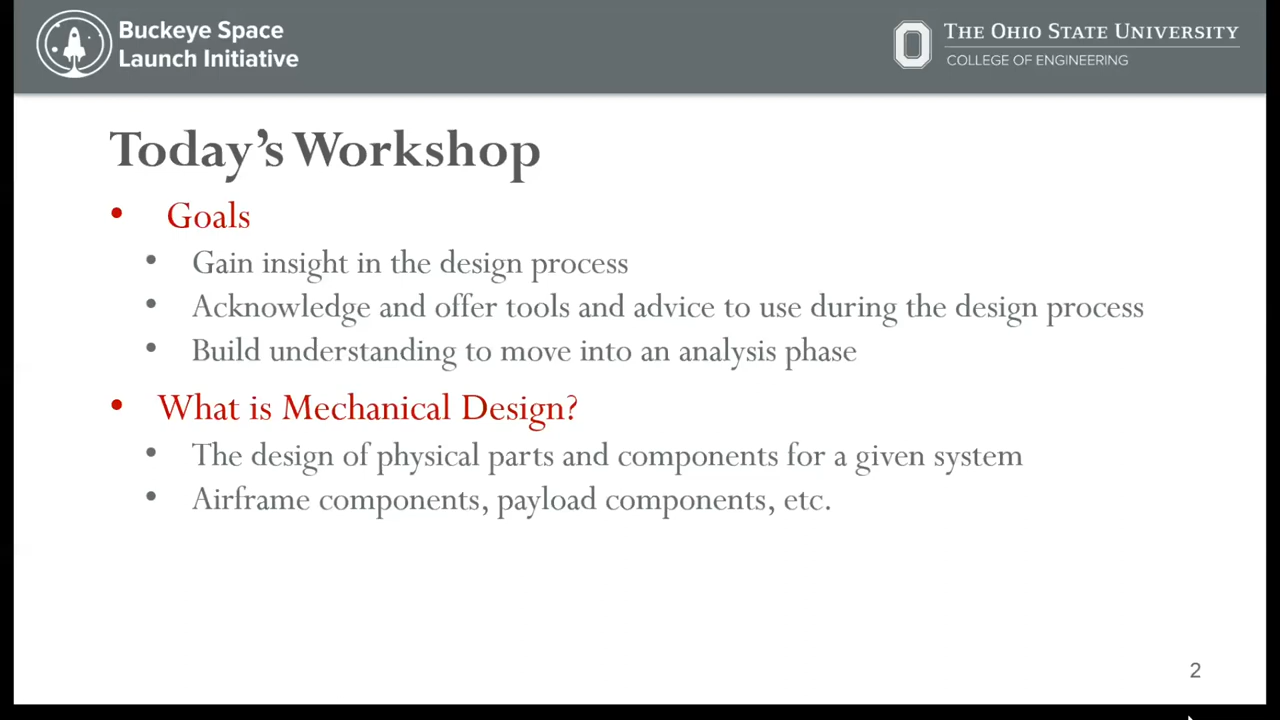 Buckeye Space
Launch Initiative
THE OHIO STATE UNIVERSITY
COLLEGE OF ENGINEERING
Today's Workshop
• Goals
• Gain insight in the design process
• Acknowledge and offer tools and advice to use during the design process
• Build understanding to move into an analysis phase
• What is Mechanical Design?
• The design of physical parts and components for a given system
• Airframe components, payload components, etc.
2